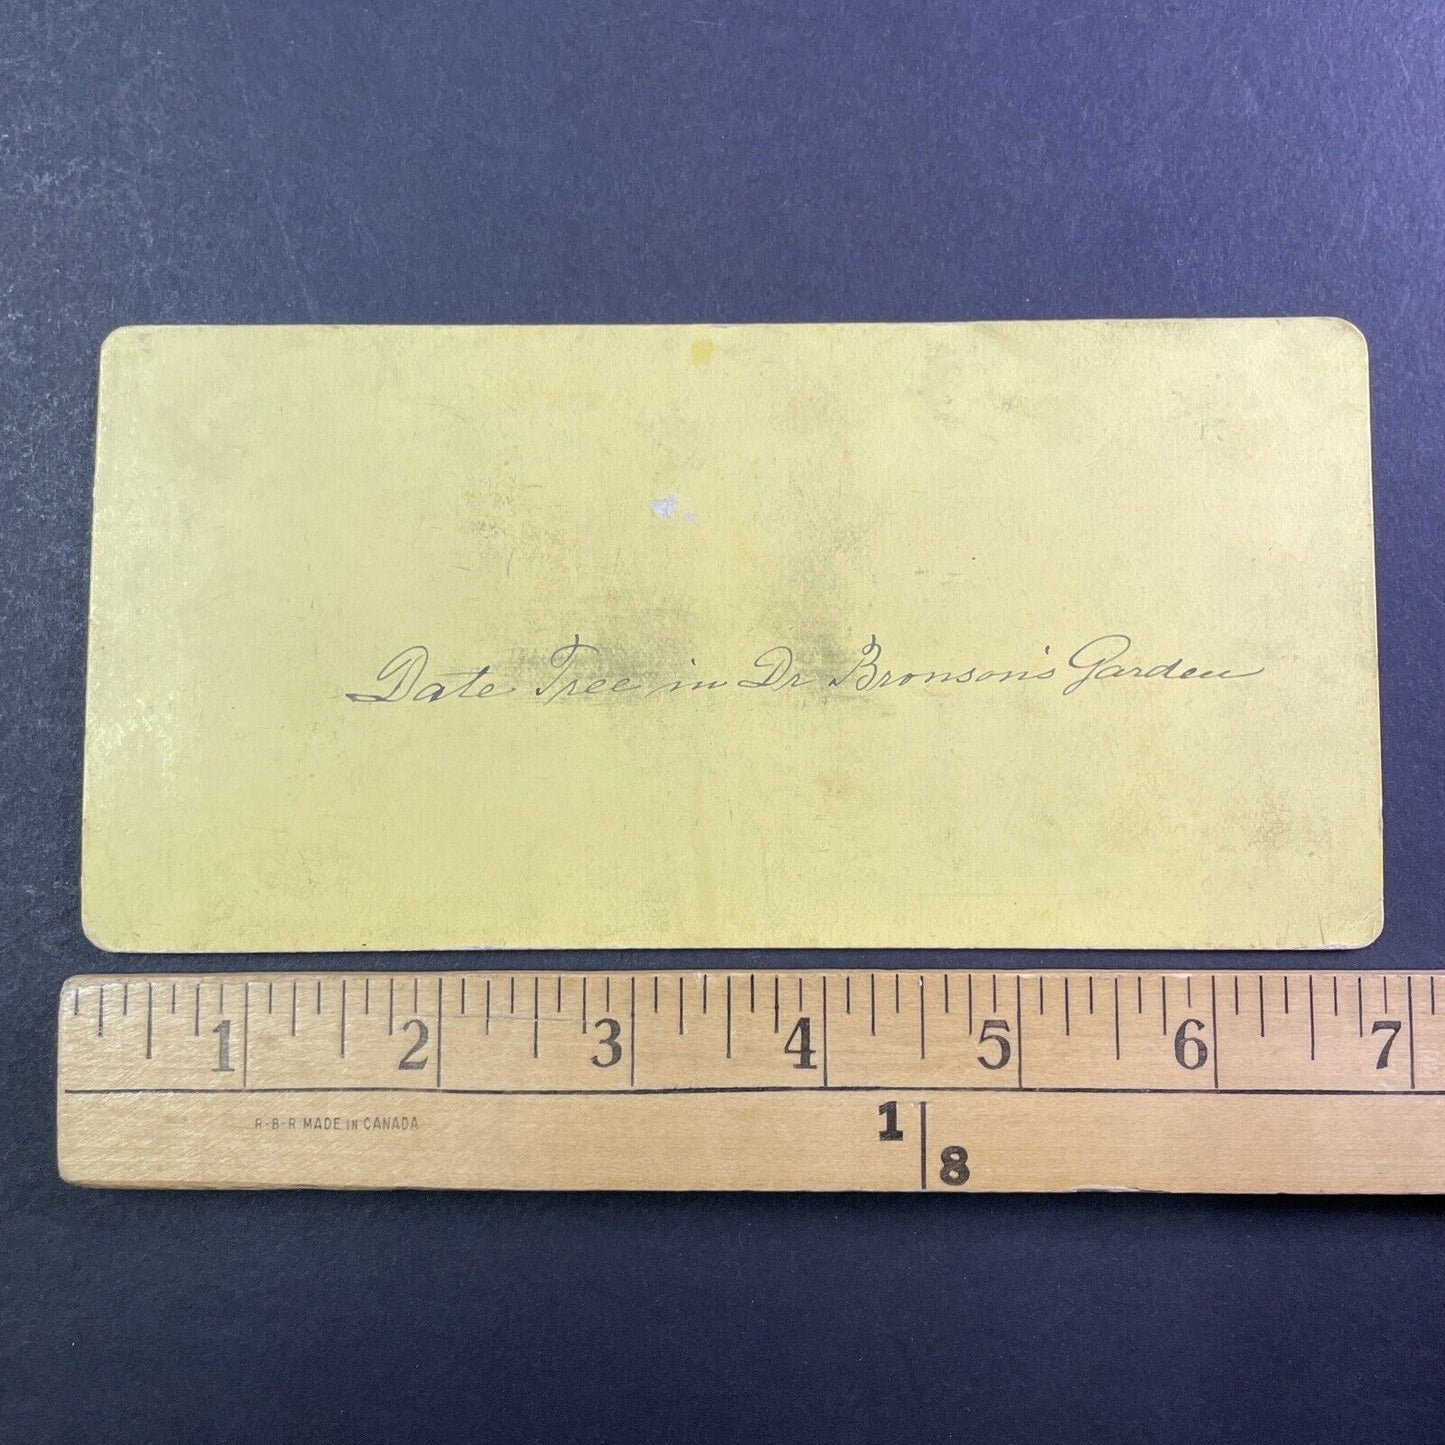 Date Tree in Dr Bronson's Garden
1 2 3 4 5 6 7
R-B-R MADE IN CANADA
1 8